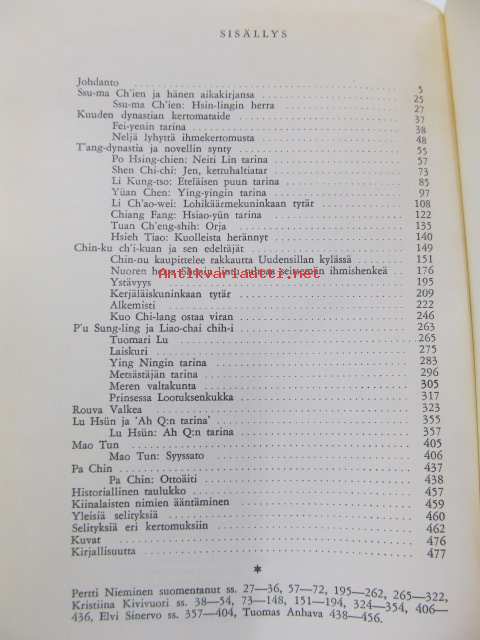 SISÄLLYS
Johdanto 5
Ssu-ma Ch'ien ja hänen aikakirjansa 25
Ssu-ma Ch'ien: Hsin-lingin herra 27
Kuuden dynastian kertomataide 37
Fei-yenin tarina 38
Neljä lyhyttä ihmekertomusta 48
T'ang-dynastia ja novellin synty 55
Po Hsing-chien: Neiti Lin tarina 57
Shen Chi-chi: Jen, kettuhaltiatar 73
Li Kung-tso: Eteläisen puun tarina 85
Yüan Chen: Ying-yingin tarina 97
Li Ch'ao-wei: Lohikäärmekuninkaan tytär 108
Chiang Fang: Hsiao-yün tarina 122
Tuan Ch'eng-shih: Orja 135
Hsieh Tiao: Kuolleista herännyt 140
Chin-ku ch'i-kuan ja sen edeltäjät 149
Chin-nu kaupittelee rakkautta Uudensillan kylässä 151
Nuoren lintu seitsemän ihmishenkeä 176
Antikvariaatti.net
Ystävyys 195
Kerjäläiskuninkaan tytär 209
Alkemisti 222
Kuo Chi-lang ostaa viran 246
P'u Sung-ling ja Liao-chai chih-i 263
Tuomari Lu 265
Laiskuri 275
Ying Ningin tarina 283
Metsästäjän tarina 296
Meren valtakunta 305
Prinsessa Lootuksenkukka 317
Rouva Valkea 323
Lu Hsün ja 'Ah Q:n tarina' 355
Lu Hsün: Ah Q:n tarina 357
Mao Tun 405
Mao Tun: Syyssato 406
Pa Chin 437
Pa Chin: Ottoäiti 438
Historiallinen taulukko 457
Kiinalaisten nimien ääntäminen 459
Yleisiä selityksiä 460
Selityksiä eri kertomuksiin 462
Kuvat 476
Kirjallisuutta 477
*
Pertti Nieminen suomentanut ss. 27—36, 57—72, 195—262, 265—322,
Kristiina Kivivuori ss. 38—54, 73—148, 151—194, 324—354, 406—
436, Elvi Sinervo ss. 357—404, Tuomas Anhava 438—456.